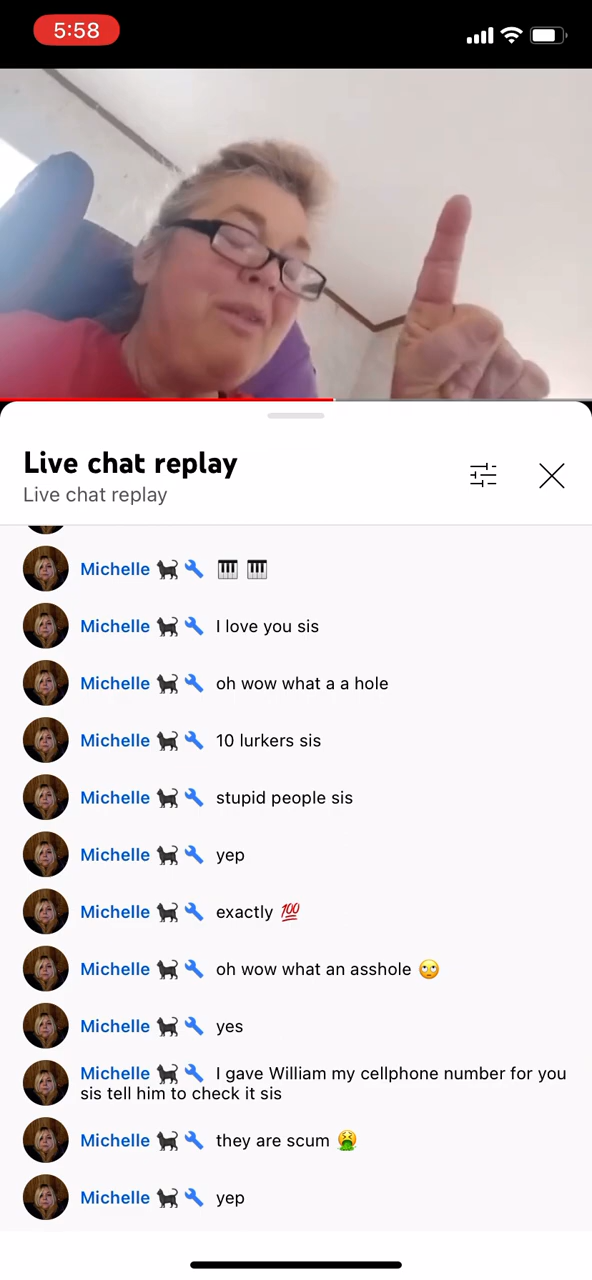 5:58
Live chat replay
Live chat replay
Michelle 🐈‍⬛ 🔧 🎹 🎹
Michelle 🐈‍⬛ 🔧 I love you sis
Michelle 🐈‍⬛ 🔧 oh wow what a a hole
Michelle 🐈‍⬛ 🔧 10 lurkers sis
Michelle 🐈‍⬛ 🔧 stupid people sis
Michelle 🐈‍⬛ 🔧 yep
Michelle 🐈‍⬛ 🔧 exactly 💯
Michelle 🐈‍⬛ 🔧 oh wow what an asshole 🙄
Michelle 🐈‍⬛ 🔧 yes
Michelle 🐈‍⬛ 🔧 I gave William my cellphone number for you
sis tell him to check it sis
Michelle 🐈‍⬛ 🔧 they are scum 🤮
Michelle 🐈‍⬛ 🔧 yep